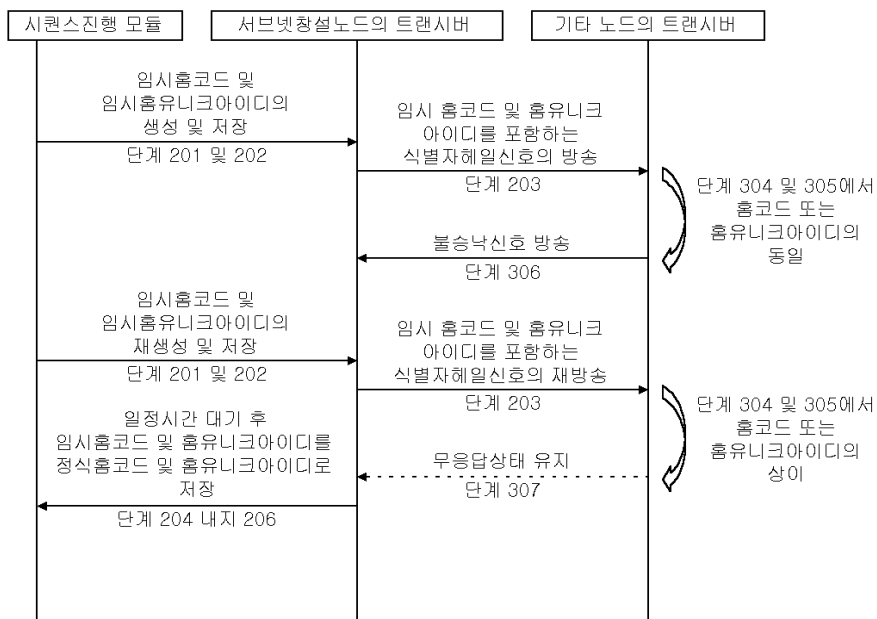 시퀀스진행 모듈
서브넷창설노드의 트랜시버
기타 노드의 트랜시버
임시홈코드 및
임시홈유니크아이디의
생성 및 저장
단계 201 및 202
임시 홈코드 및 홈유니크
아이디를 포함하는
식별자헤일신호의 방송
단계 203
단계 304 및 305에서
홈코드 또는
홈유니크아이디의
동일
불승낙신호 방송
단계 306
임시홈코드 및
임시홈유니크아이디의
재생성 및 저장
단계 201 및 202
임시 홈코드 및 홈유니크
아이디를 포함하는
식별자헤일신호의 재방송
단계 203
단계 304 및 305에서
홈코드 또는
홈유니크아이디의
상이
일정시간 대기 후
임시홈코드 및 홈유니크아이디를
정식홈코드 및 홈유니크아이디로
저장
단계 204 내지 206
무응답상태 유지
단계 307